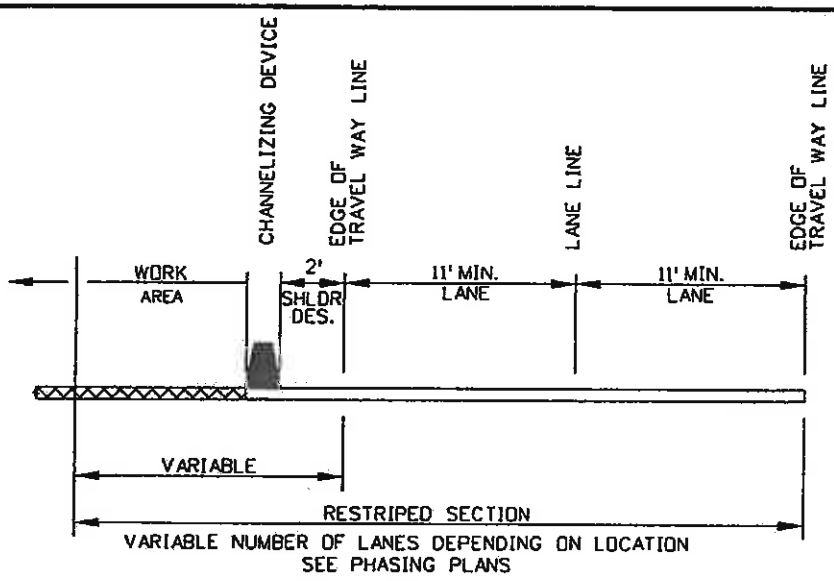 CHANNELIZING DEVICE
EDGE OF
TRAVEL WAY LINE
LANE LINE
EDGE OF
TRAVEL WAY LINE
WORK
AREA
2'
SHLDR
DES.
11' MIN.
LANE
11' MIN.
LANE
VARIABLE
RESTRIPED SECTION
VARIABLE NUMBER OF LANES DEPENDING ON LOCATION
SEE PHASING PLANS